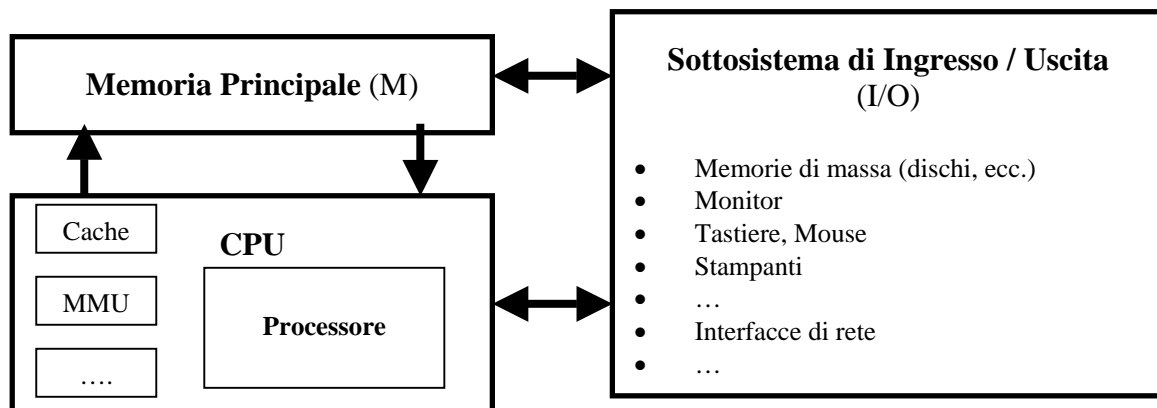 Memoria Principale (M)
Cache
MMU
….
CPU
Processore
Sottosistema di Ingresso / Uscita
(I/O)
• Memorie di massa (dischi, ecc.)
• Monitor
• Tastiere, Mouse
• Stampanti
• …
• Interfacce di rete
• …